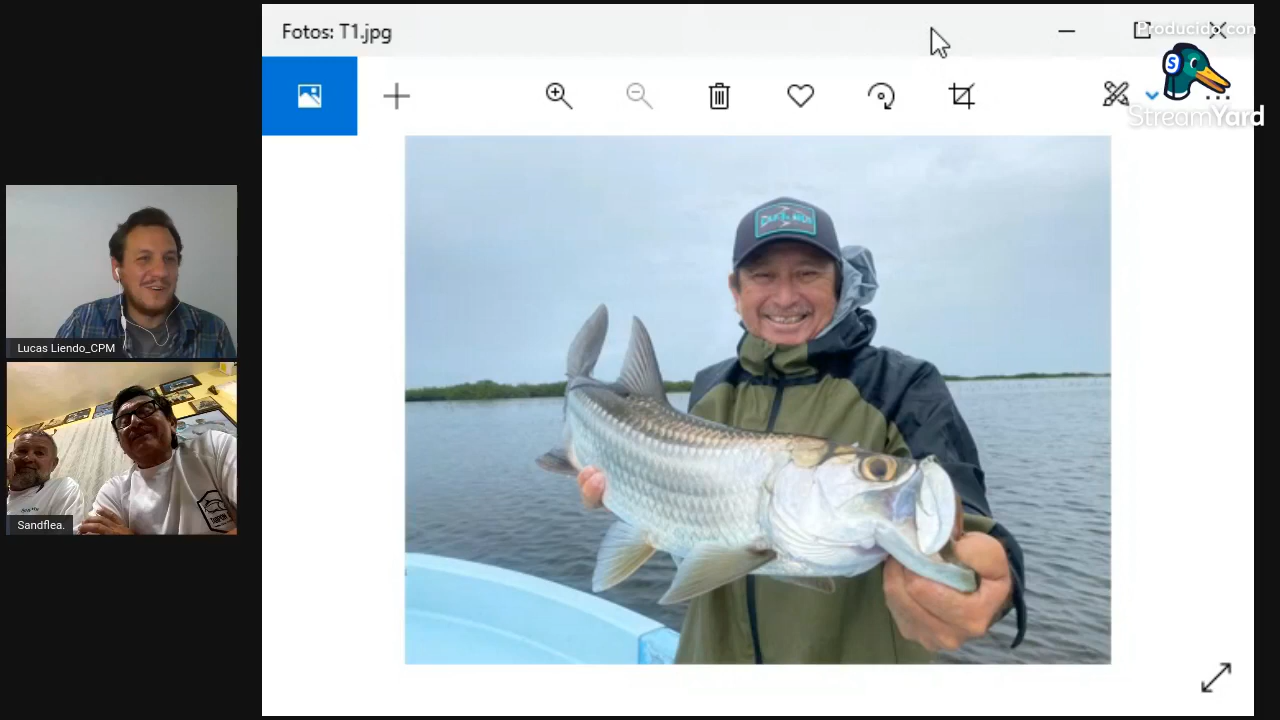 Fotos: T1.jpg
Producido con
S
StreamYard
Lucas Liendo_CPM
Sandflea.